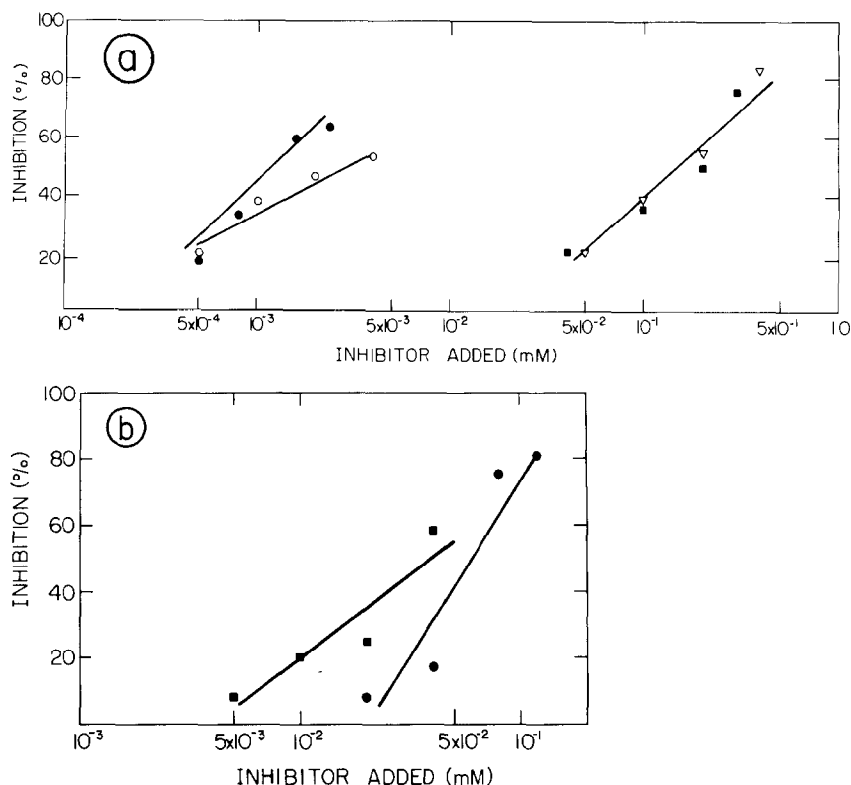 a
100
80
60
40
20
INHIBITION (%)
10⁻⁴ 5x10⁻⁴ 10⁻³ 5x10⁻³ 10⁻² 5x10⁻² 10⁻¹ 5x10⁻¹ 1.0
INHIBITOR ADDED (mM)
b
100
80
60
40
20
INHIBITION (%)
10⁻³ 5x10⁻³ 10⁻² 5x10⁻² 10⁻¹
INHIBITOR ADDED (mM)